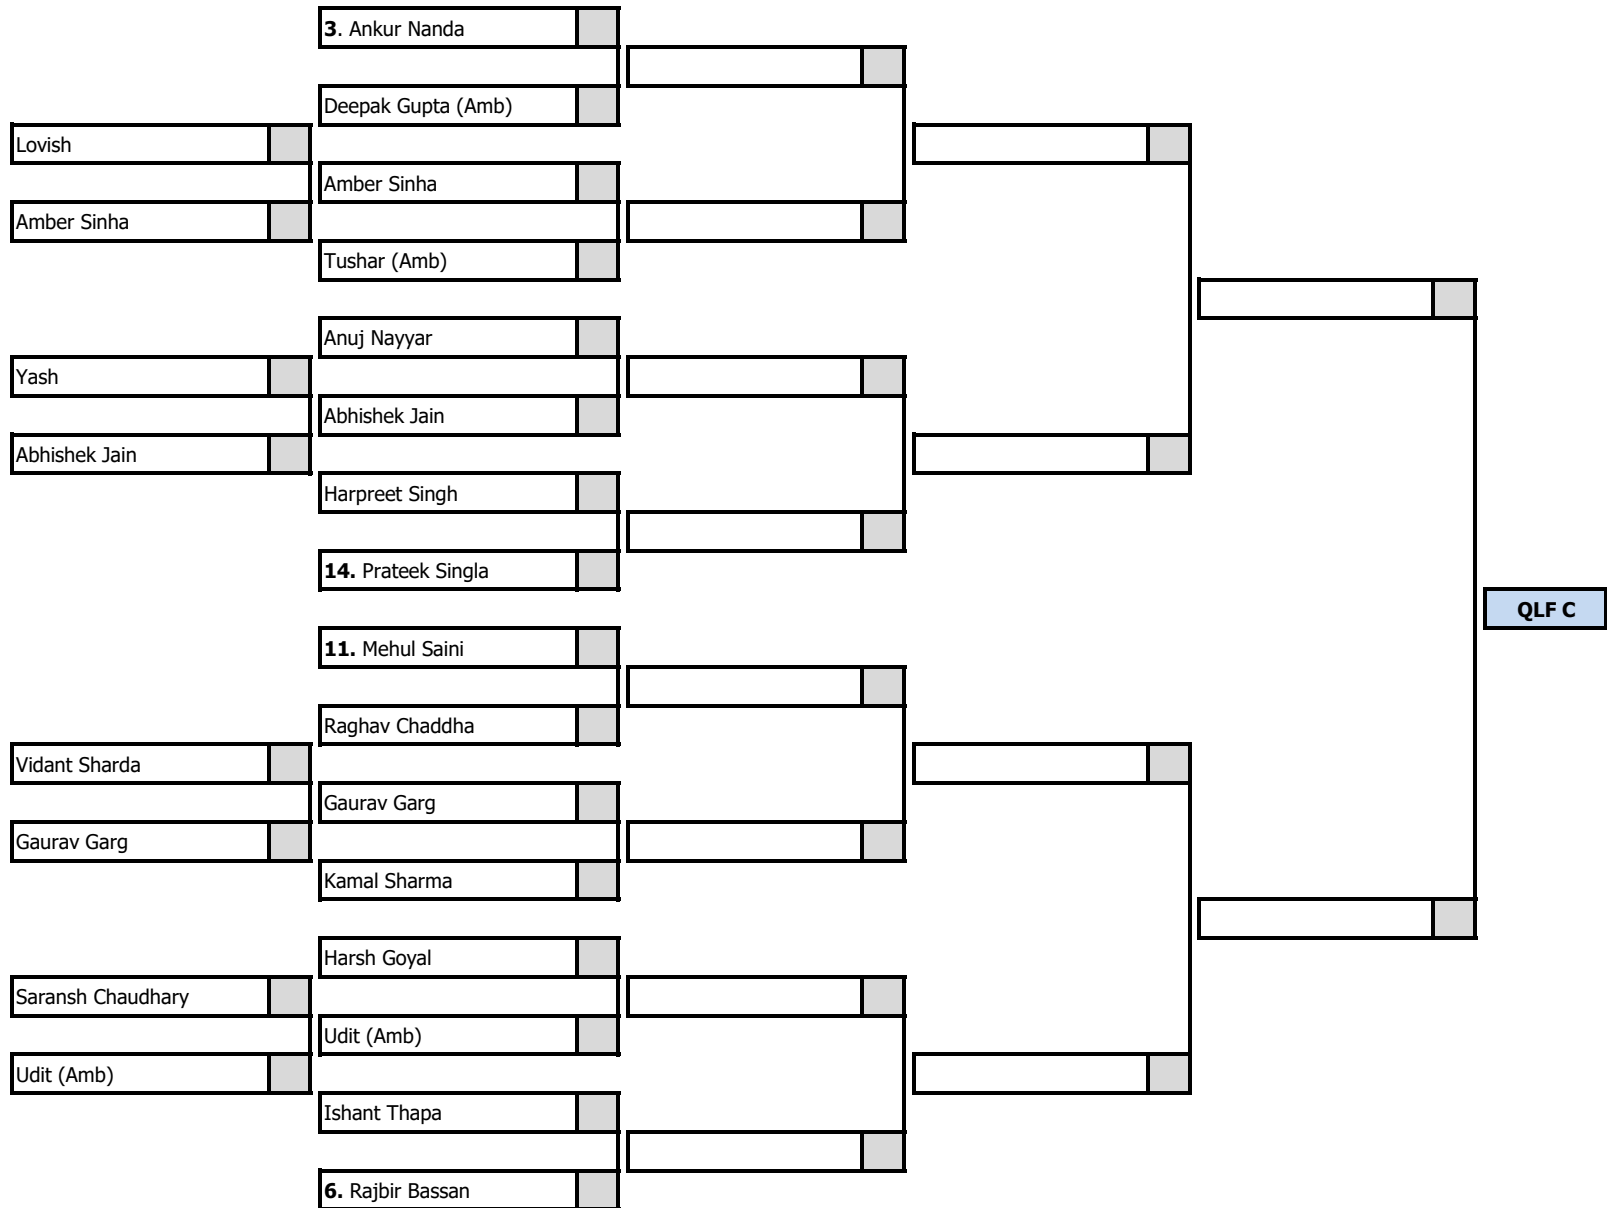 3. Ankur Nanda
Deepak Gupta (Amb)
Lovish
Amber Sinha
Amber Sinha
Tushar (Amb)
Anuj Nayyar
Yash
Abhishek Jain
Abhishek Jain
Harpreet Singh
14. Prateek Singla
QLF C
11. Mehul Saini
Raghav Chaddha
Vidant Sharda
Gaurav Garg
Gaurav Garg
Kamal Sharma
Harsh Goyal
Saransh Chaudhary
Udit (Amb)
Udit (Amb)
Ishant Thapa
6. Rajbir Bassan